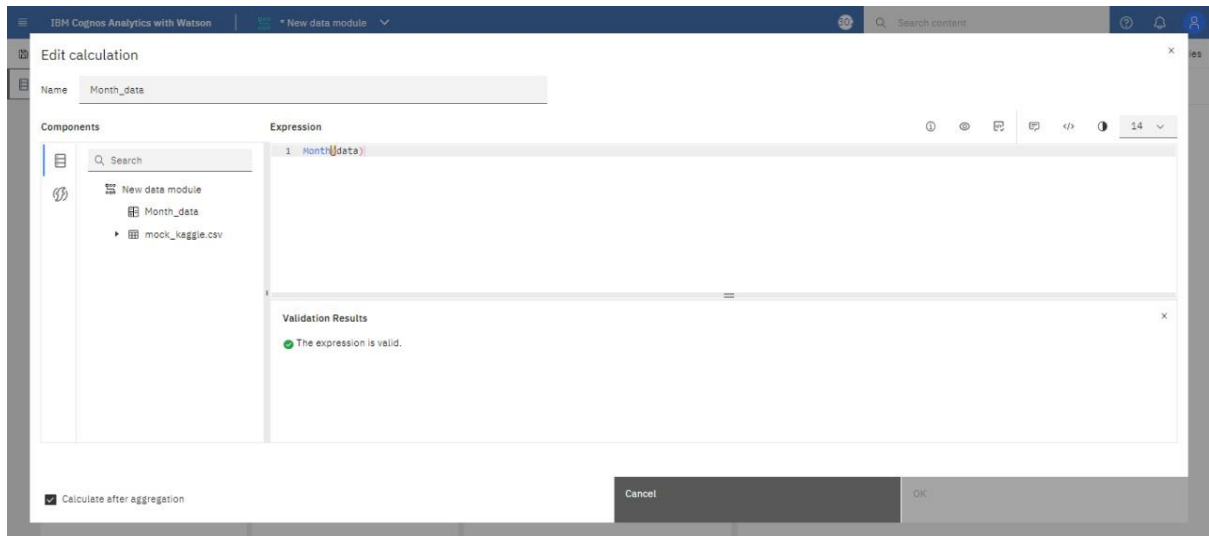 IBM Cognos Analytics with Watson
* New data module
Search content
Edit calculation
ies
Name Month_data
Components
Expression
14
Search
1 Month(data)
New data module
Month_data
mock_kaggle.csv
Validation Results
The expression is valid.
Calculate after aggregation
Cancel
OK